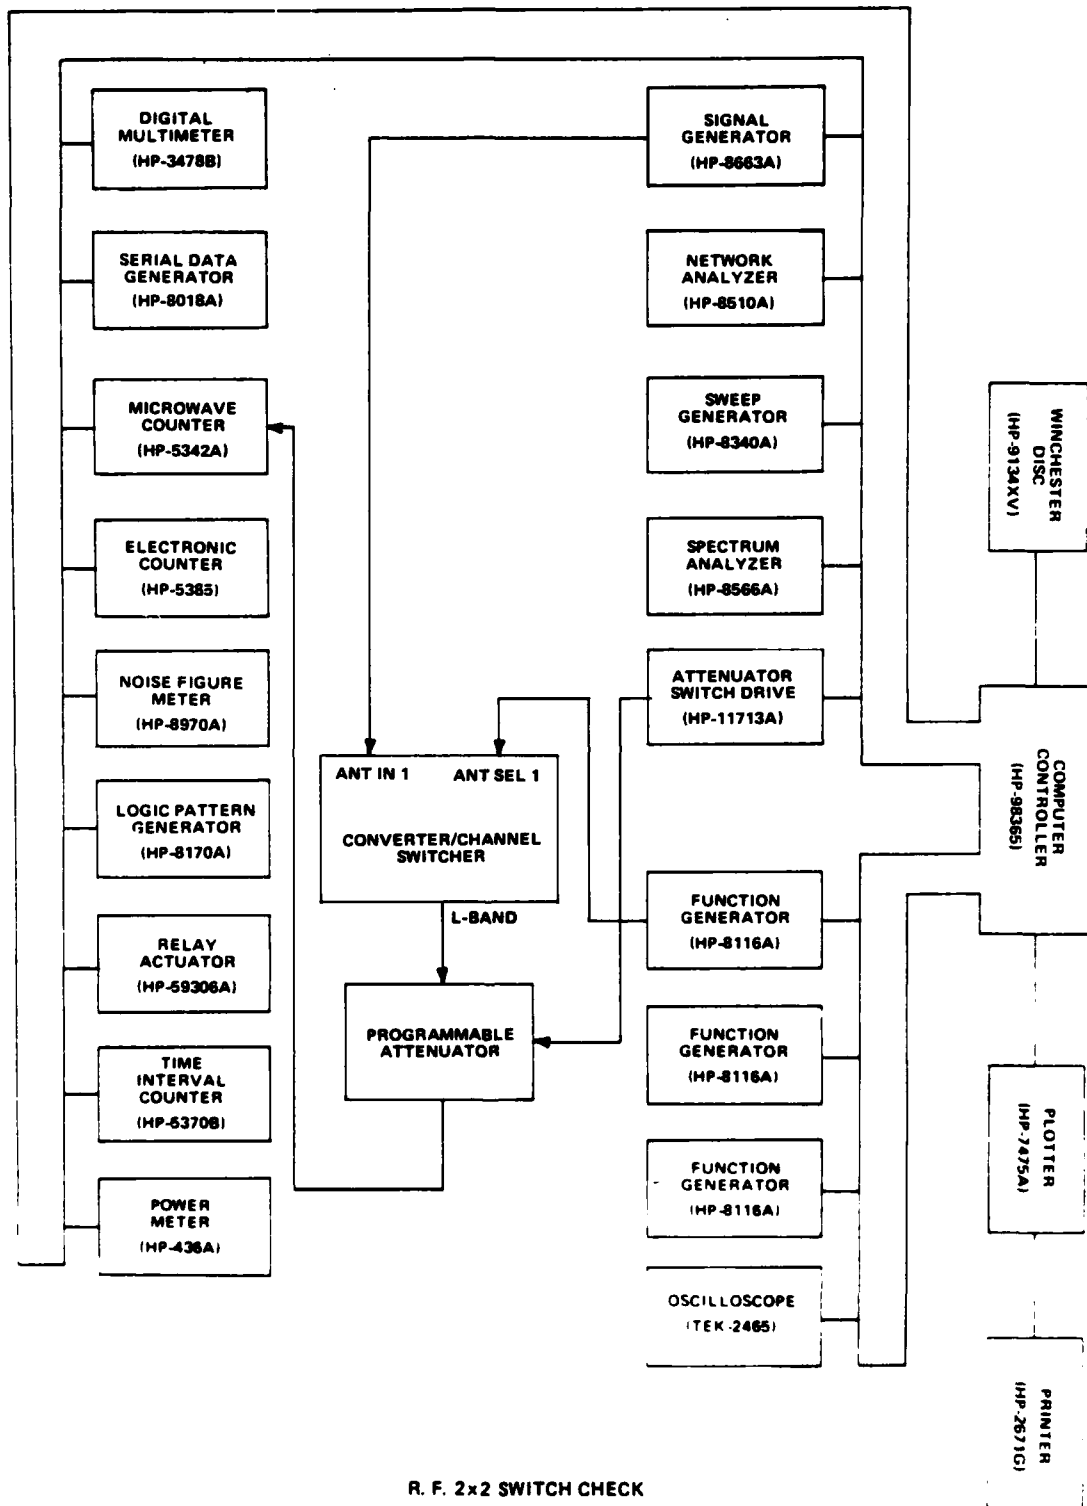 DIGITAL
MULTIMETER
(HP-3478B)
SERIAL DATA
GENERATOR
(HP-8018A)
MICROWAVE
COUNTER
(HP-5342A)
ELECTRONIC
COUNTER
(HP-5385)
NOISE FIGURE
METER
(HP-8970A)
LOGIC PATTERN
GENERATOR
(HP-8170A)
RELAY
ACTUATOR
(HP-59306A)
TIME
INTERVAL
COUNTER
(HP-5370B)
POWER
METER
(HP-436A)
ANT IN 1 ANT SEL 1
CONVERTER/CHANNEL
SWITCHER
L-BAND
PROGRAMMABLE
ATTENUATOR
SIGNAL
GENERATOR
(HP-8663A)
NETWORK
ANALYZER
(HP-8510A)
SWEEP
GENERATOR
(HP-8340A)
SPECTRUM
ANALYZER
(HP-8566A)
ATTENUATOR
SWITCH DRIVE
(HP-11713A)
FUNCTION
GENERATOR
(HP-8116A)
FUNCTION
GENERATOR
(HP-8116A)
FUNCTION
GENERATOR
(HP-8116A)
OSCILLOSCOPE
(TEK-2465)
WINCHESTER
DISC
(HP-9134XV)
COMPUTER
CONTROLLER
(HP-98365)
PLOTTER
(HP-7475A)
PRINTER
(HP-2671G)
R. F. 2x2 SWITCH CHECK